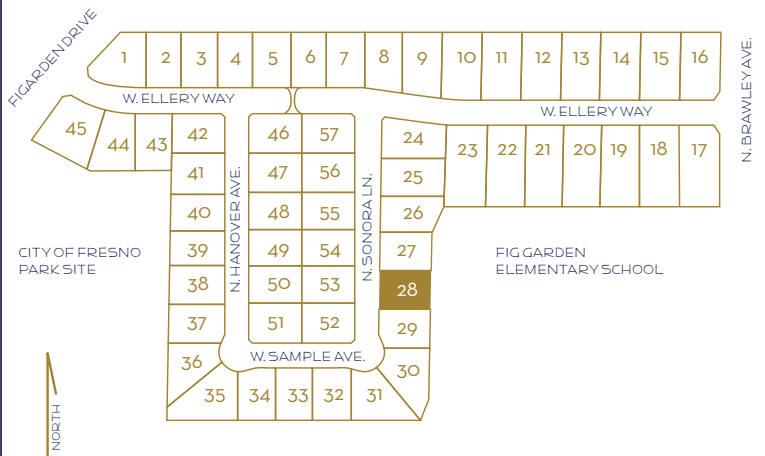 FIGARDEN DRIVE
1 2 3 4 5 6 7 8 9 10 11 12 13 14 15 16
N. BRAWLEY AVE.
W. ELLERY WAY
W. ELLERY WAY
45 44 43 42 46 57 24
23 22 21 20 19 18 17
41 47 56 25
N. HANOVER AVE.
N. SONORA LN.
40 48 55 26
39 49 54 27
CITY OF FRESNO
PARK SITE
FIG GARDEN
ELEMENTARY SCHOOL
38 50 53 28
37 51 52 29
W. SAMPLE AVE.
36 35 34 33 32 31 30
NORTH